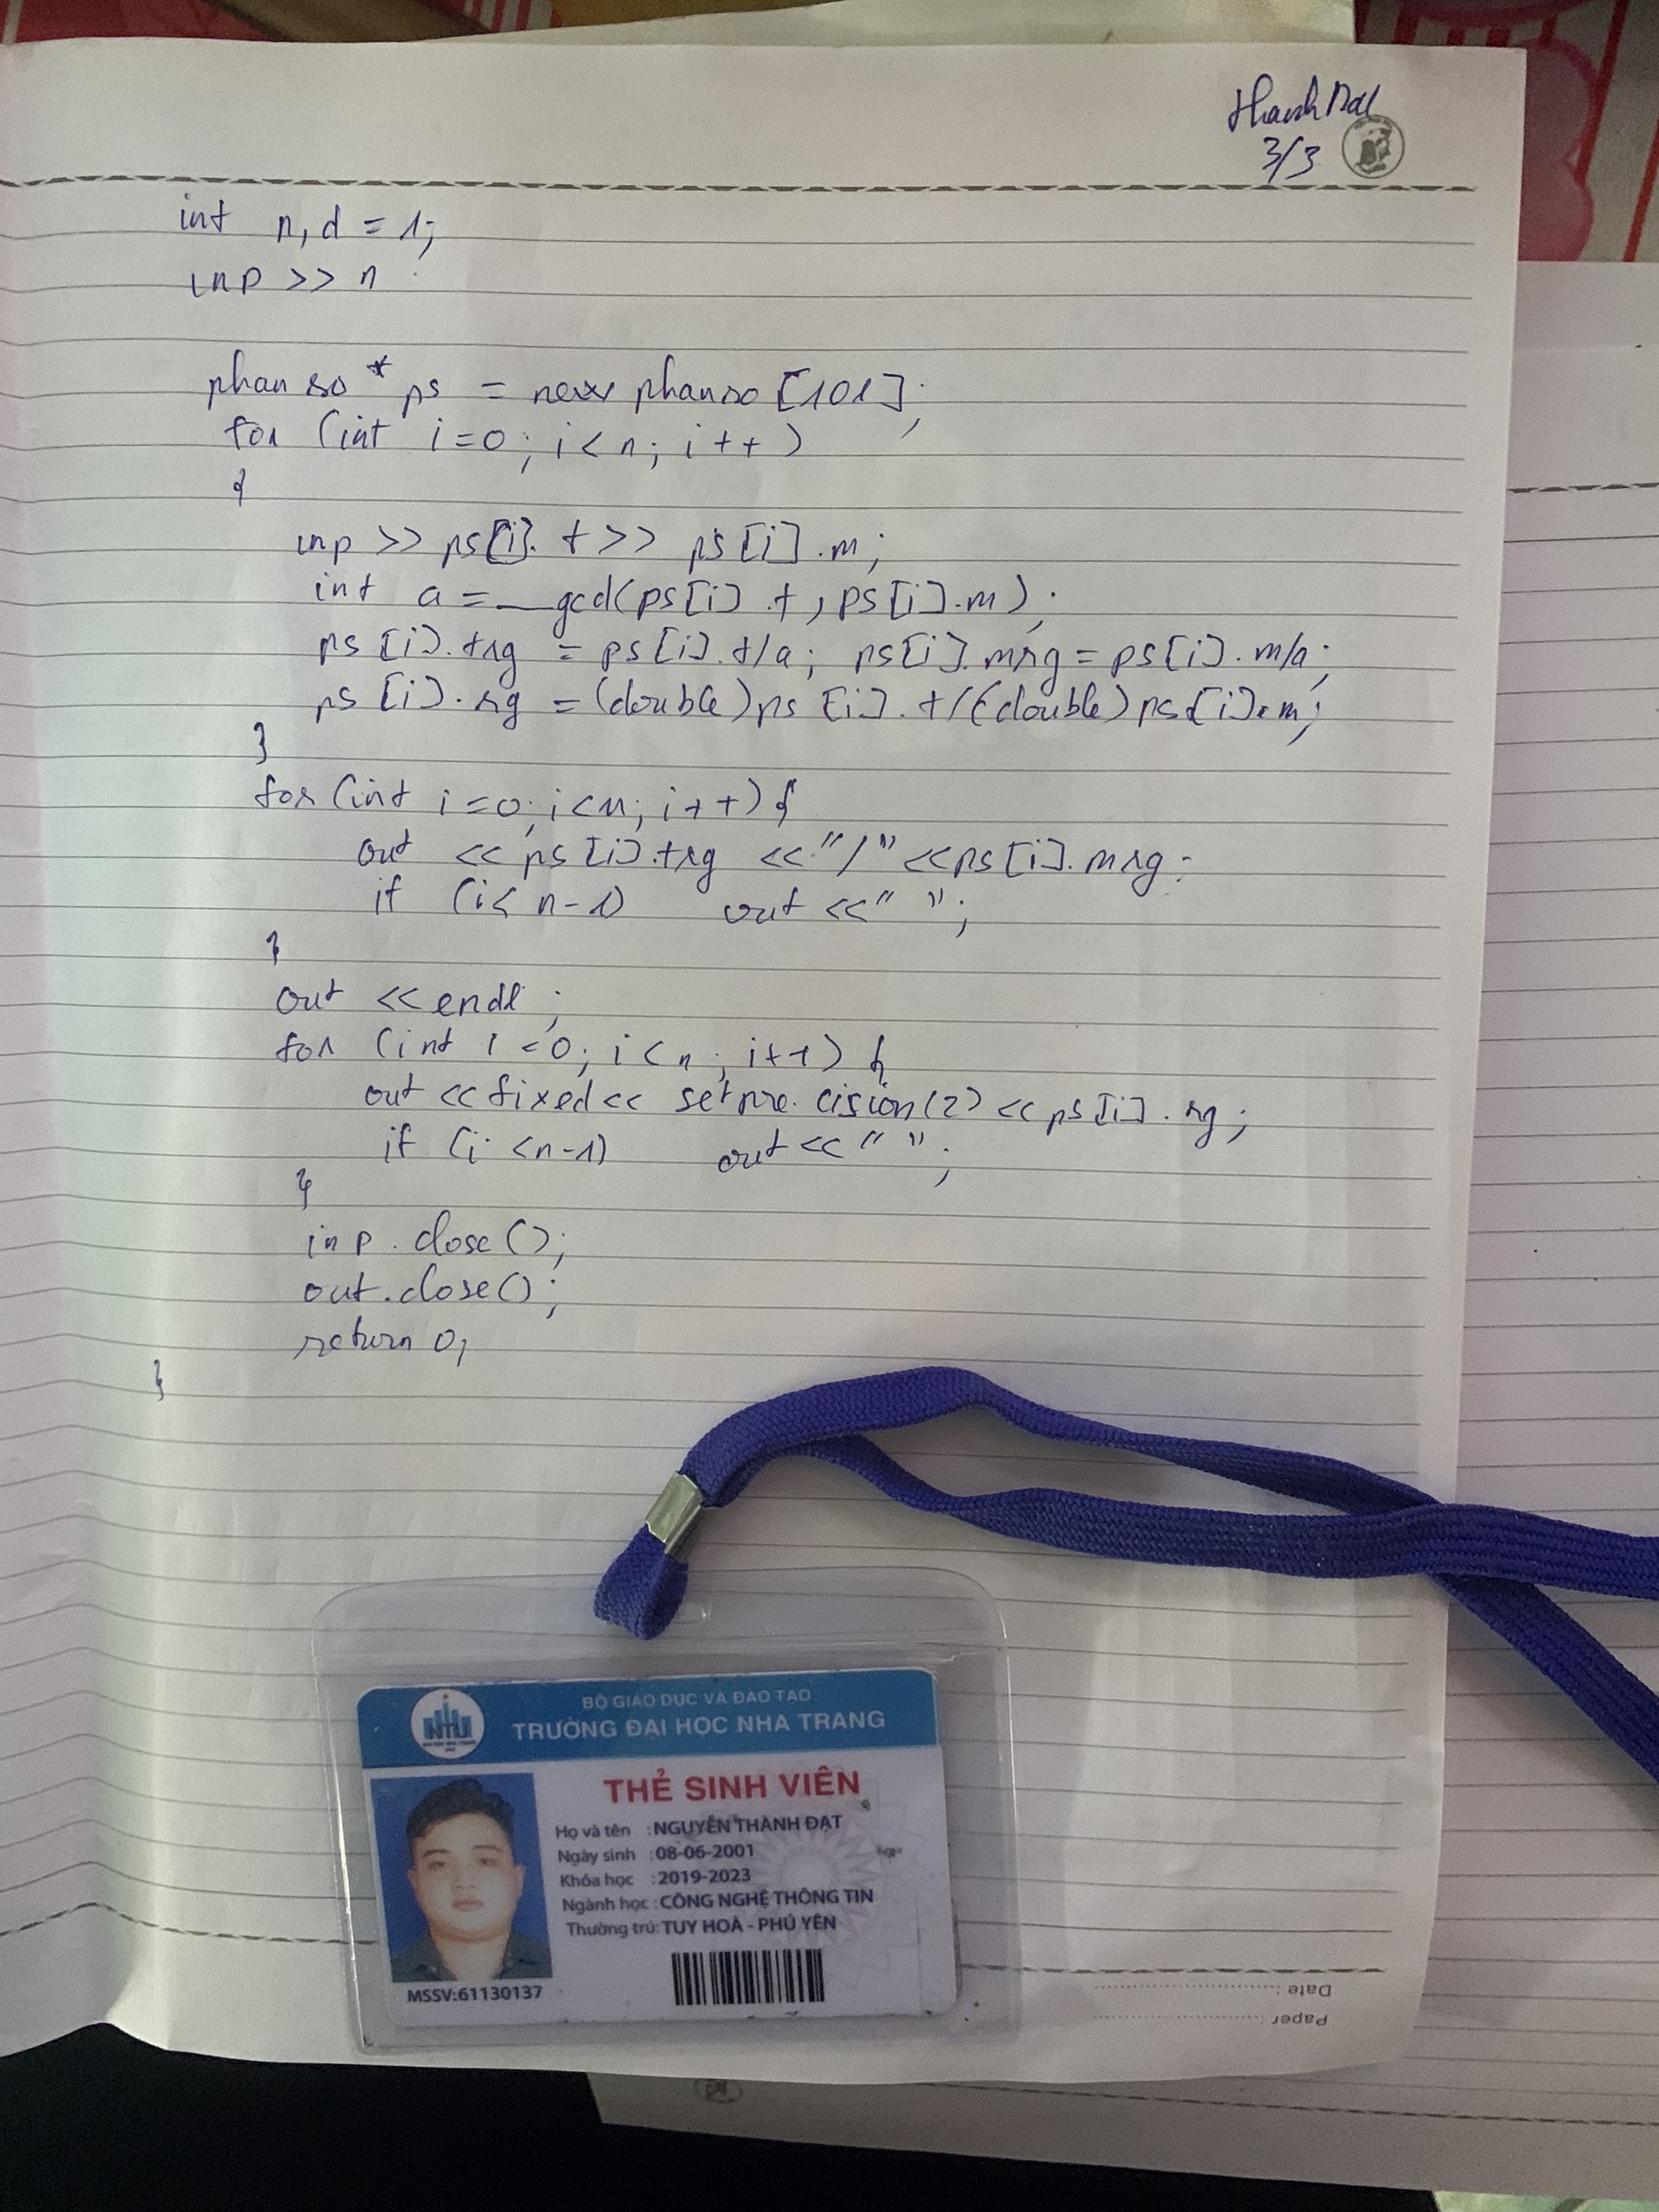 Thành Đạt
3/3
int n, d = 1;
inp >> n
phanso * ps = new phanso [101];
for (int i=0; i<n; i++)
{
inp >> ps[i].t >> ps[i].m;
int a = __gcd(ps[i].t, ps[i].m);
ps[i].trg = ps[i].t/a; ps[i].mrg = ps[i].m/a;
ps[i].rg = (double)ps[i].t/(double)ps[i].m;
}
for (int i=0; i<n; i++) {
out << ps[i].trg << "/" << ps[i].mrg;
if (i< n-1) out << " ";
}
out << endl;
for (int i=0; i<n; i++) {
out << fixed << setprecision(2) << ps[i].rg;
if (i <n-1) out << " ";
}
inp.close();
out.close();
return 0;
}
BỘ GIÁO DỤC VÀ ĐÀO TẠO
TRƯỜNG ĐẠI HỌC NHA TRANG
NTU
THẺ SINH VIÊN
Họ và tên : NGUYỄN THÀNH ĐẠT
Ngày sinh : 08-06-2001
Khóa học : 2019-2023
Ngành học : CÔNG NGHỆ THÔNG TIN
Thường trú: TUY HOÀ - PHÚ YÊN
MSSV:61130137
Date :
Paper :